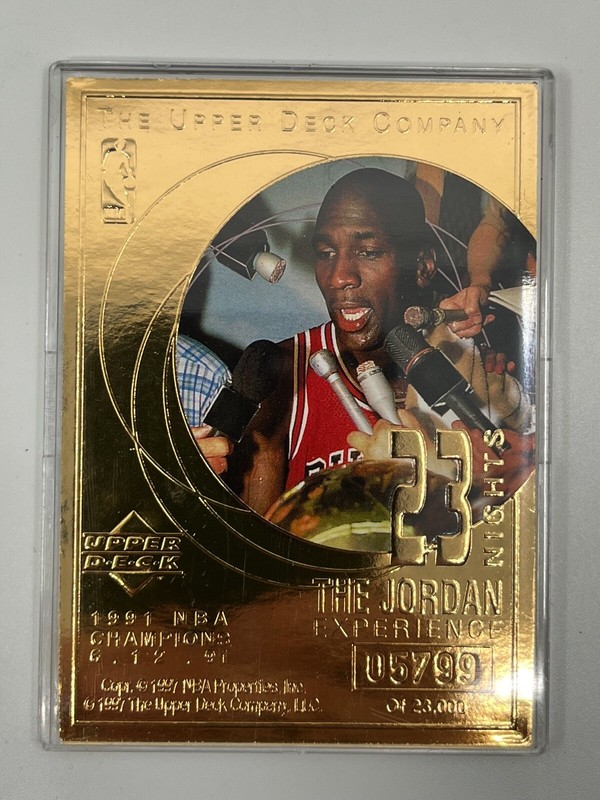 THE UPPER DECK COMPANY
BULL
23
NIGHTS
UPPER
D·E·C·K
THE JORDAN
EXPERIENCE
1991 NBA
CHAMPIONS
6.12.91
05799
OF 23,000
Copr. © 1997 NBA Properties, Inc.
© 1997 The Upper Deck Company, LLC.